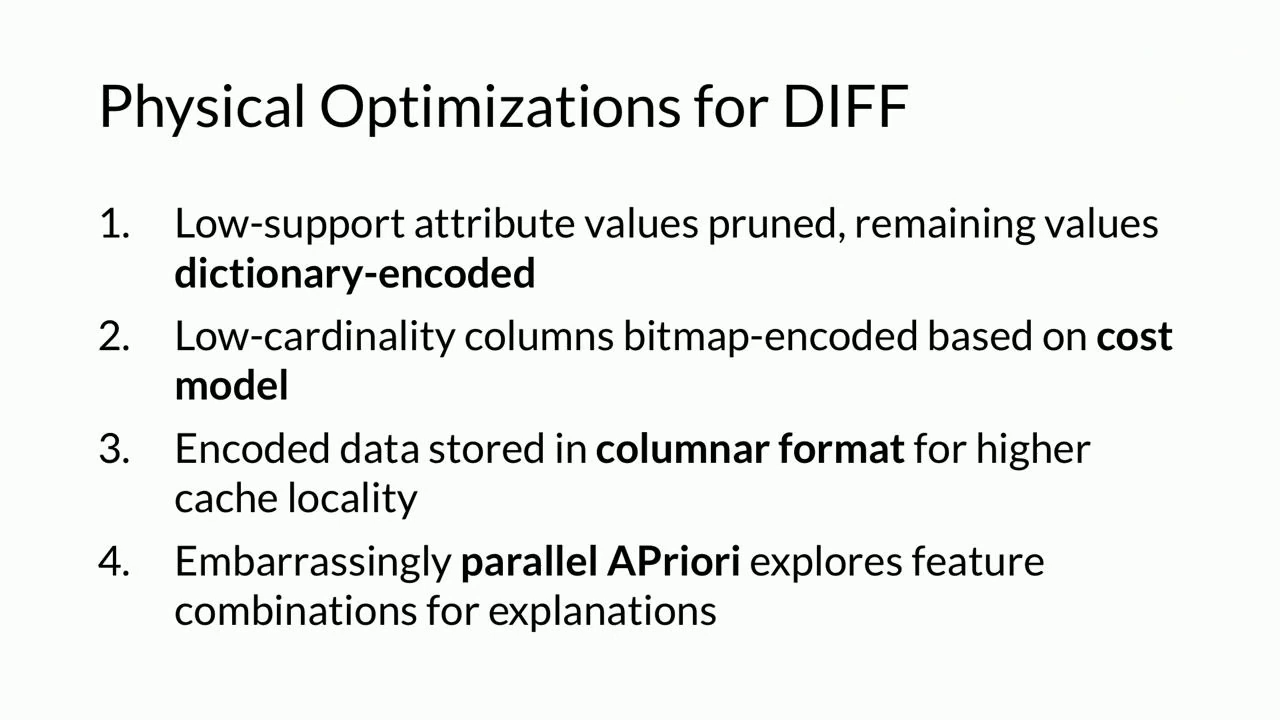 Physical Optimizations for DIFF
1. Low-support attribute values pruned, remaining values
dictionary-encoded
2. Low-cardinality columns bitmap-encoded based on cost
model
3. Encoded data stored in columnar format for higher
cache locality
4. Embarrassingly parallel APriori explores feature
combinations for explanations